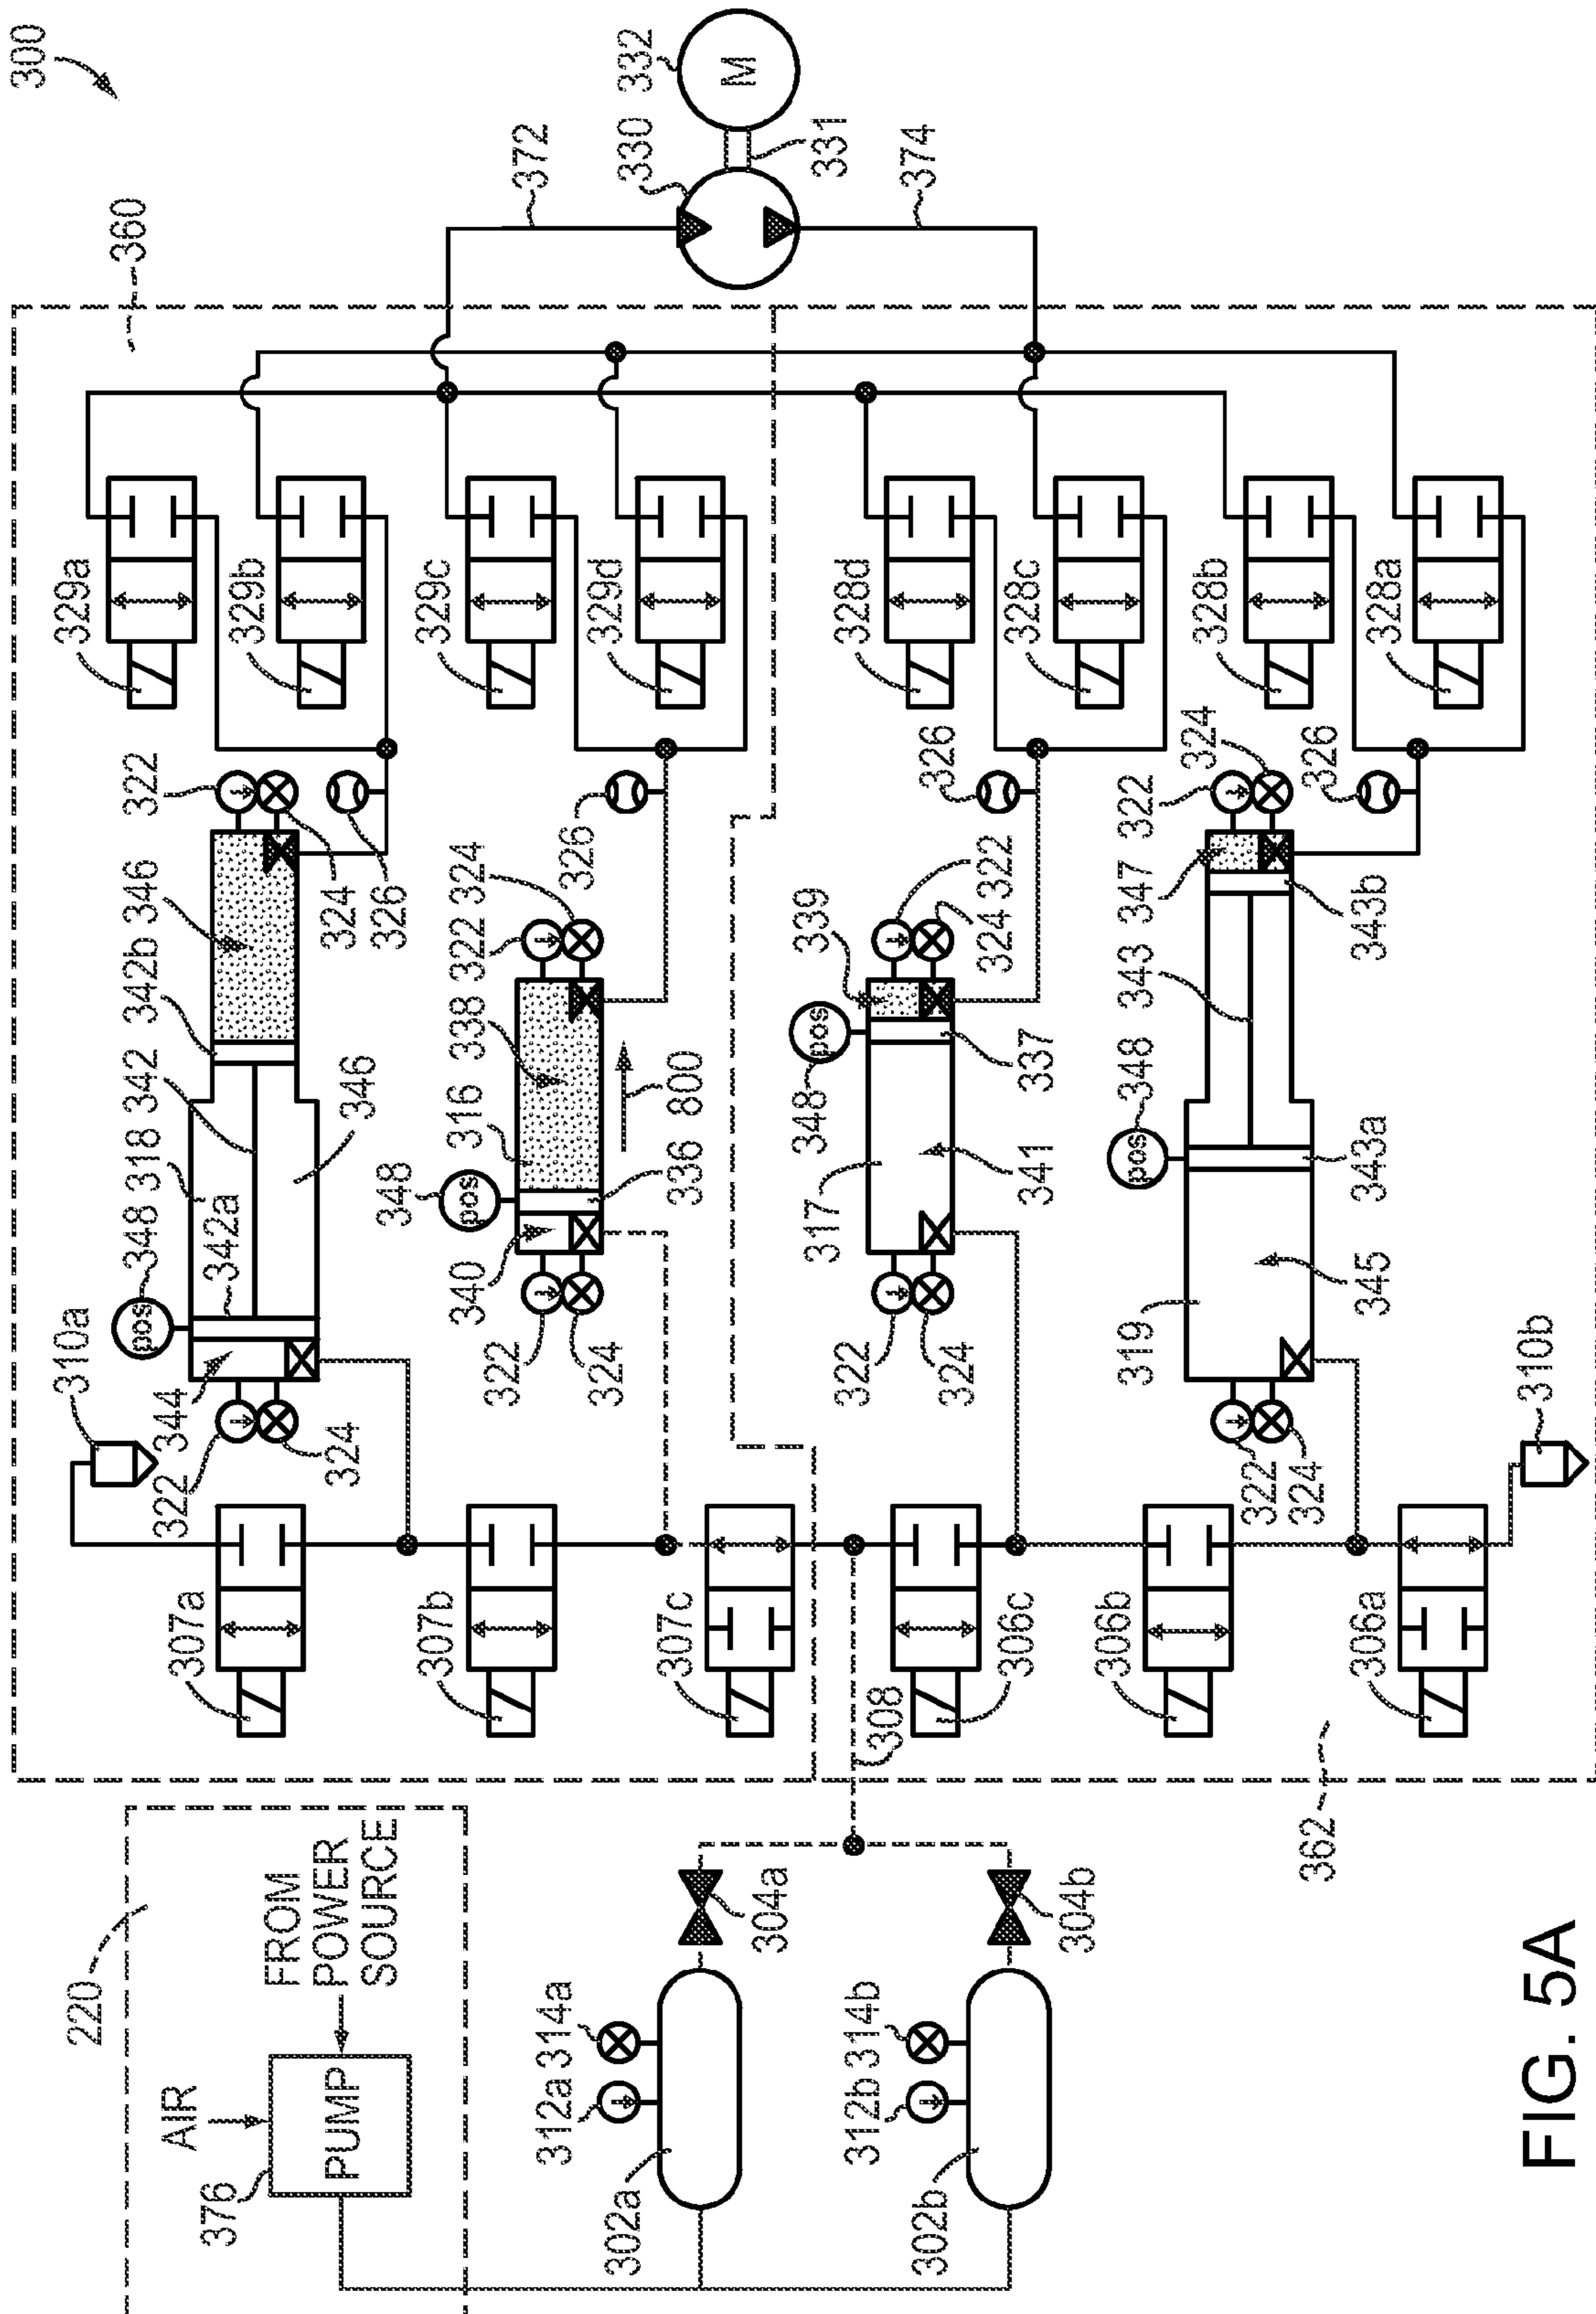 300
360
372
330
332
M
331
374
329a
329b
329c
329d
328d
328c
328b
328a
322
324
326
346
342b
342
318
348
pos
342a
346
344
310a
322
324
322
324
326
338
316
348
pos
340
336
800
322
324
339
322
324
326
348
pos
317
337
341
322
324
322
324
326
347
343
343b
348
pos
343a
345
319
322
324
310b
307a
307b
307c
306c
306b
306a
308
362
220
FROM
POWER
SOURCE
AIR
PUMP
376
304a
304b
312a
314a
302a
312b
314b
302b
FIG. 5A